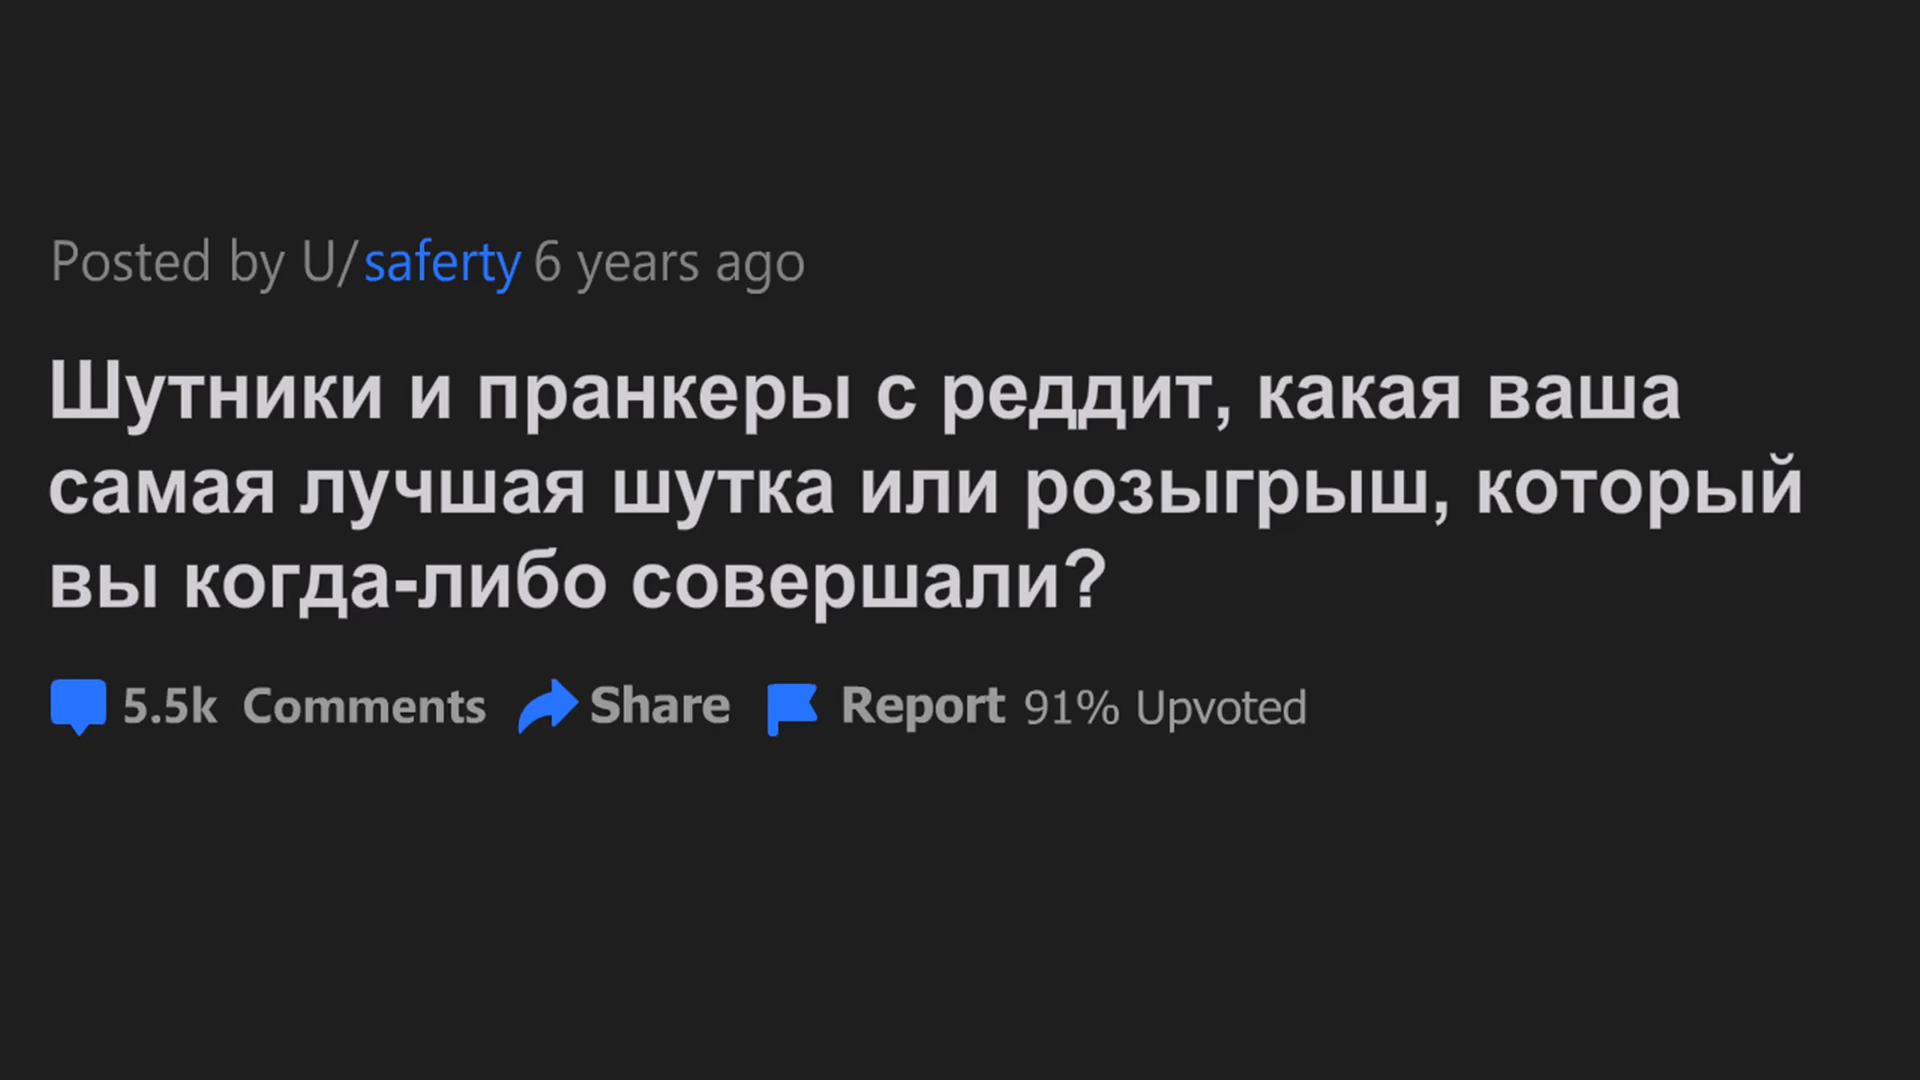 Posted by U/saferty 6 years ago
Шутники и пранкеры с реддит, какая ваша
самая лучшая шутка или розыгрыш, который
вы когда-либо совершали?
5.5k Comments Share Report 91% Upvoted